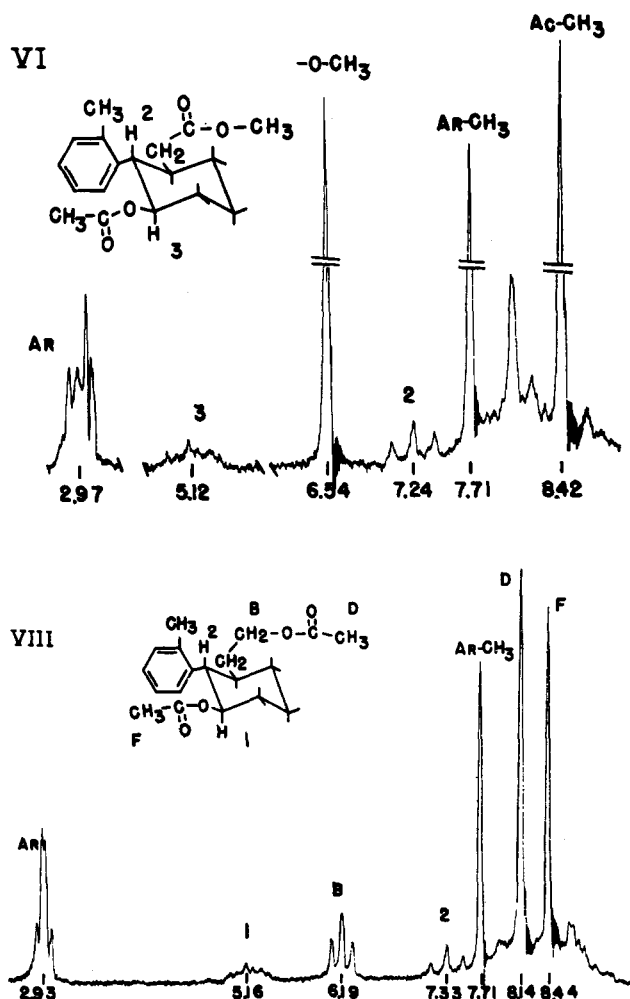 VI
-O-CH₃
AR-CH₃
AC-CH₃
CH₃ H 2 O
C-O-CH₃
CH₂
CH₃-C-O
O H
3
AR
3
2
2.97 5.12 6.54 7.24 7.71 8.42
VIII
B O D
CH₃ H 2 CH₂-O-C-CH₃
CH₂
CH₃-C-O
O H
F 1
AR
1
B
2
AR-CH₃
D
F
2.93 5.16 6.19 7.33 7.71 8.14 8.44